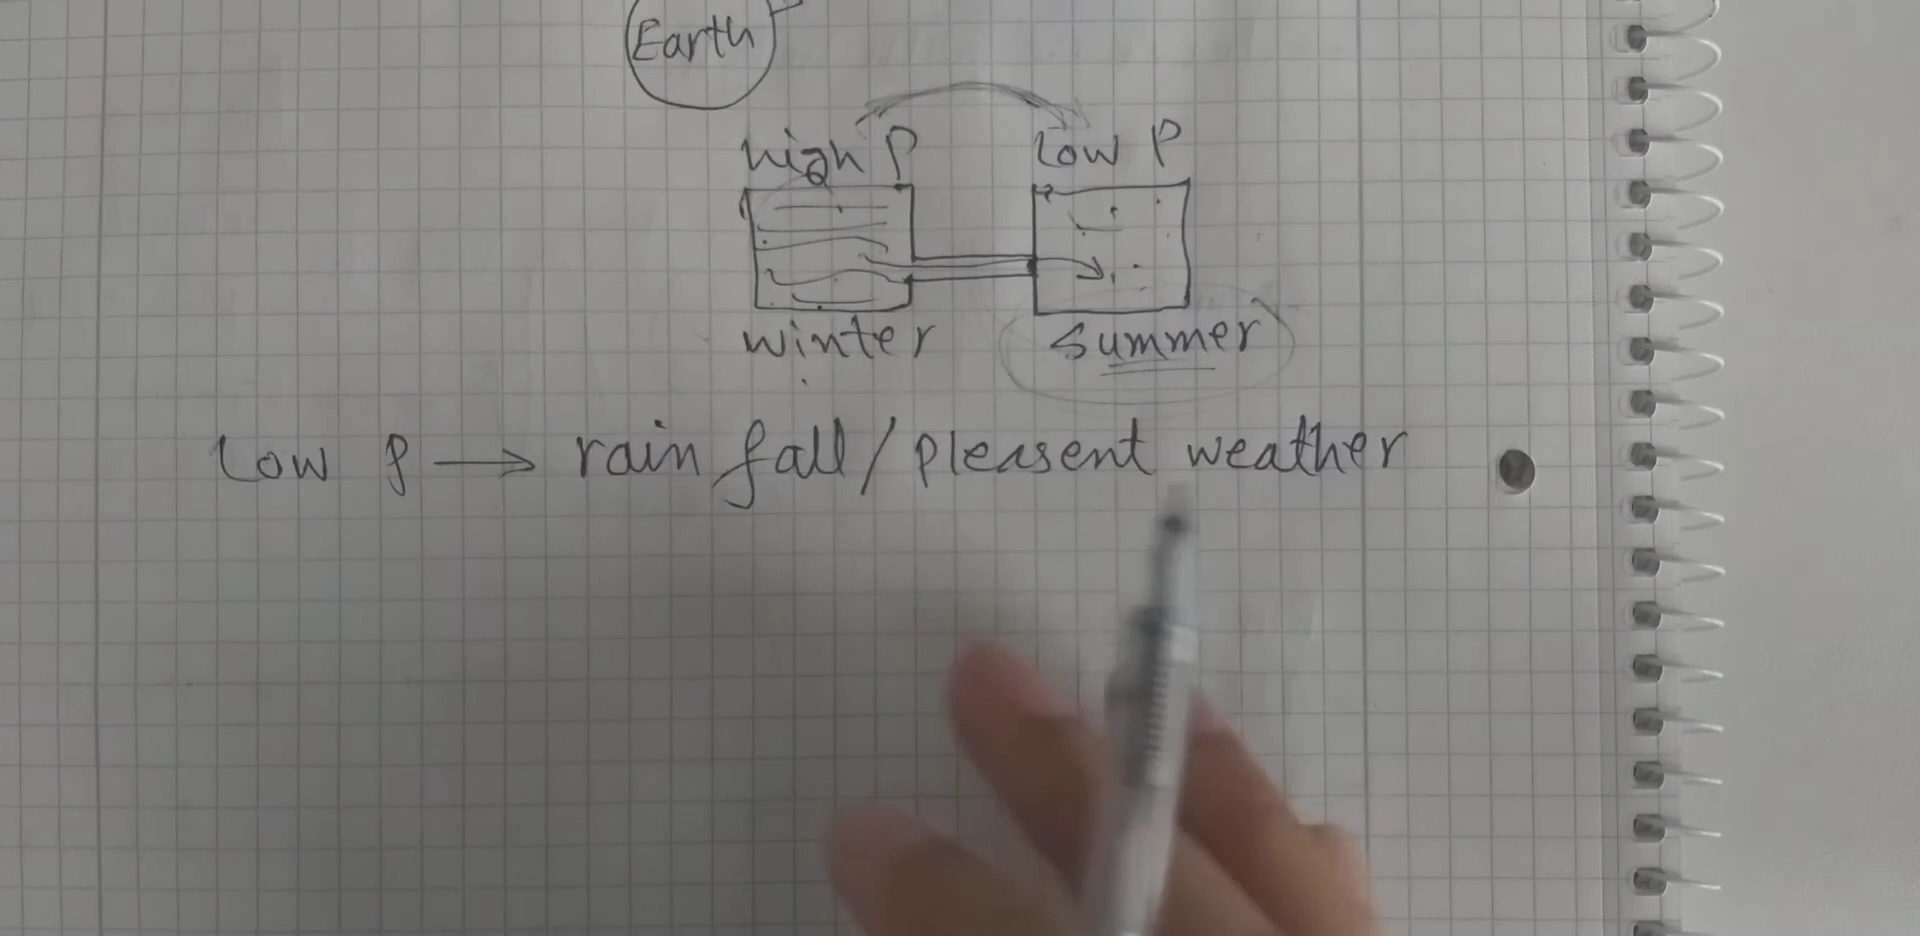 Earth
high P low P
winter summer
Low P → rain fall/pleasent weather